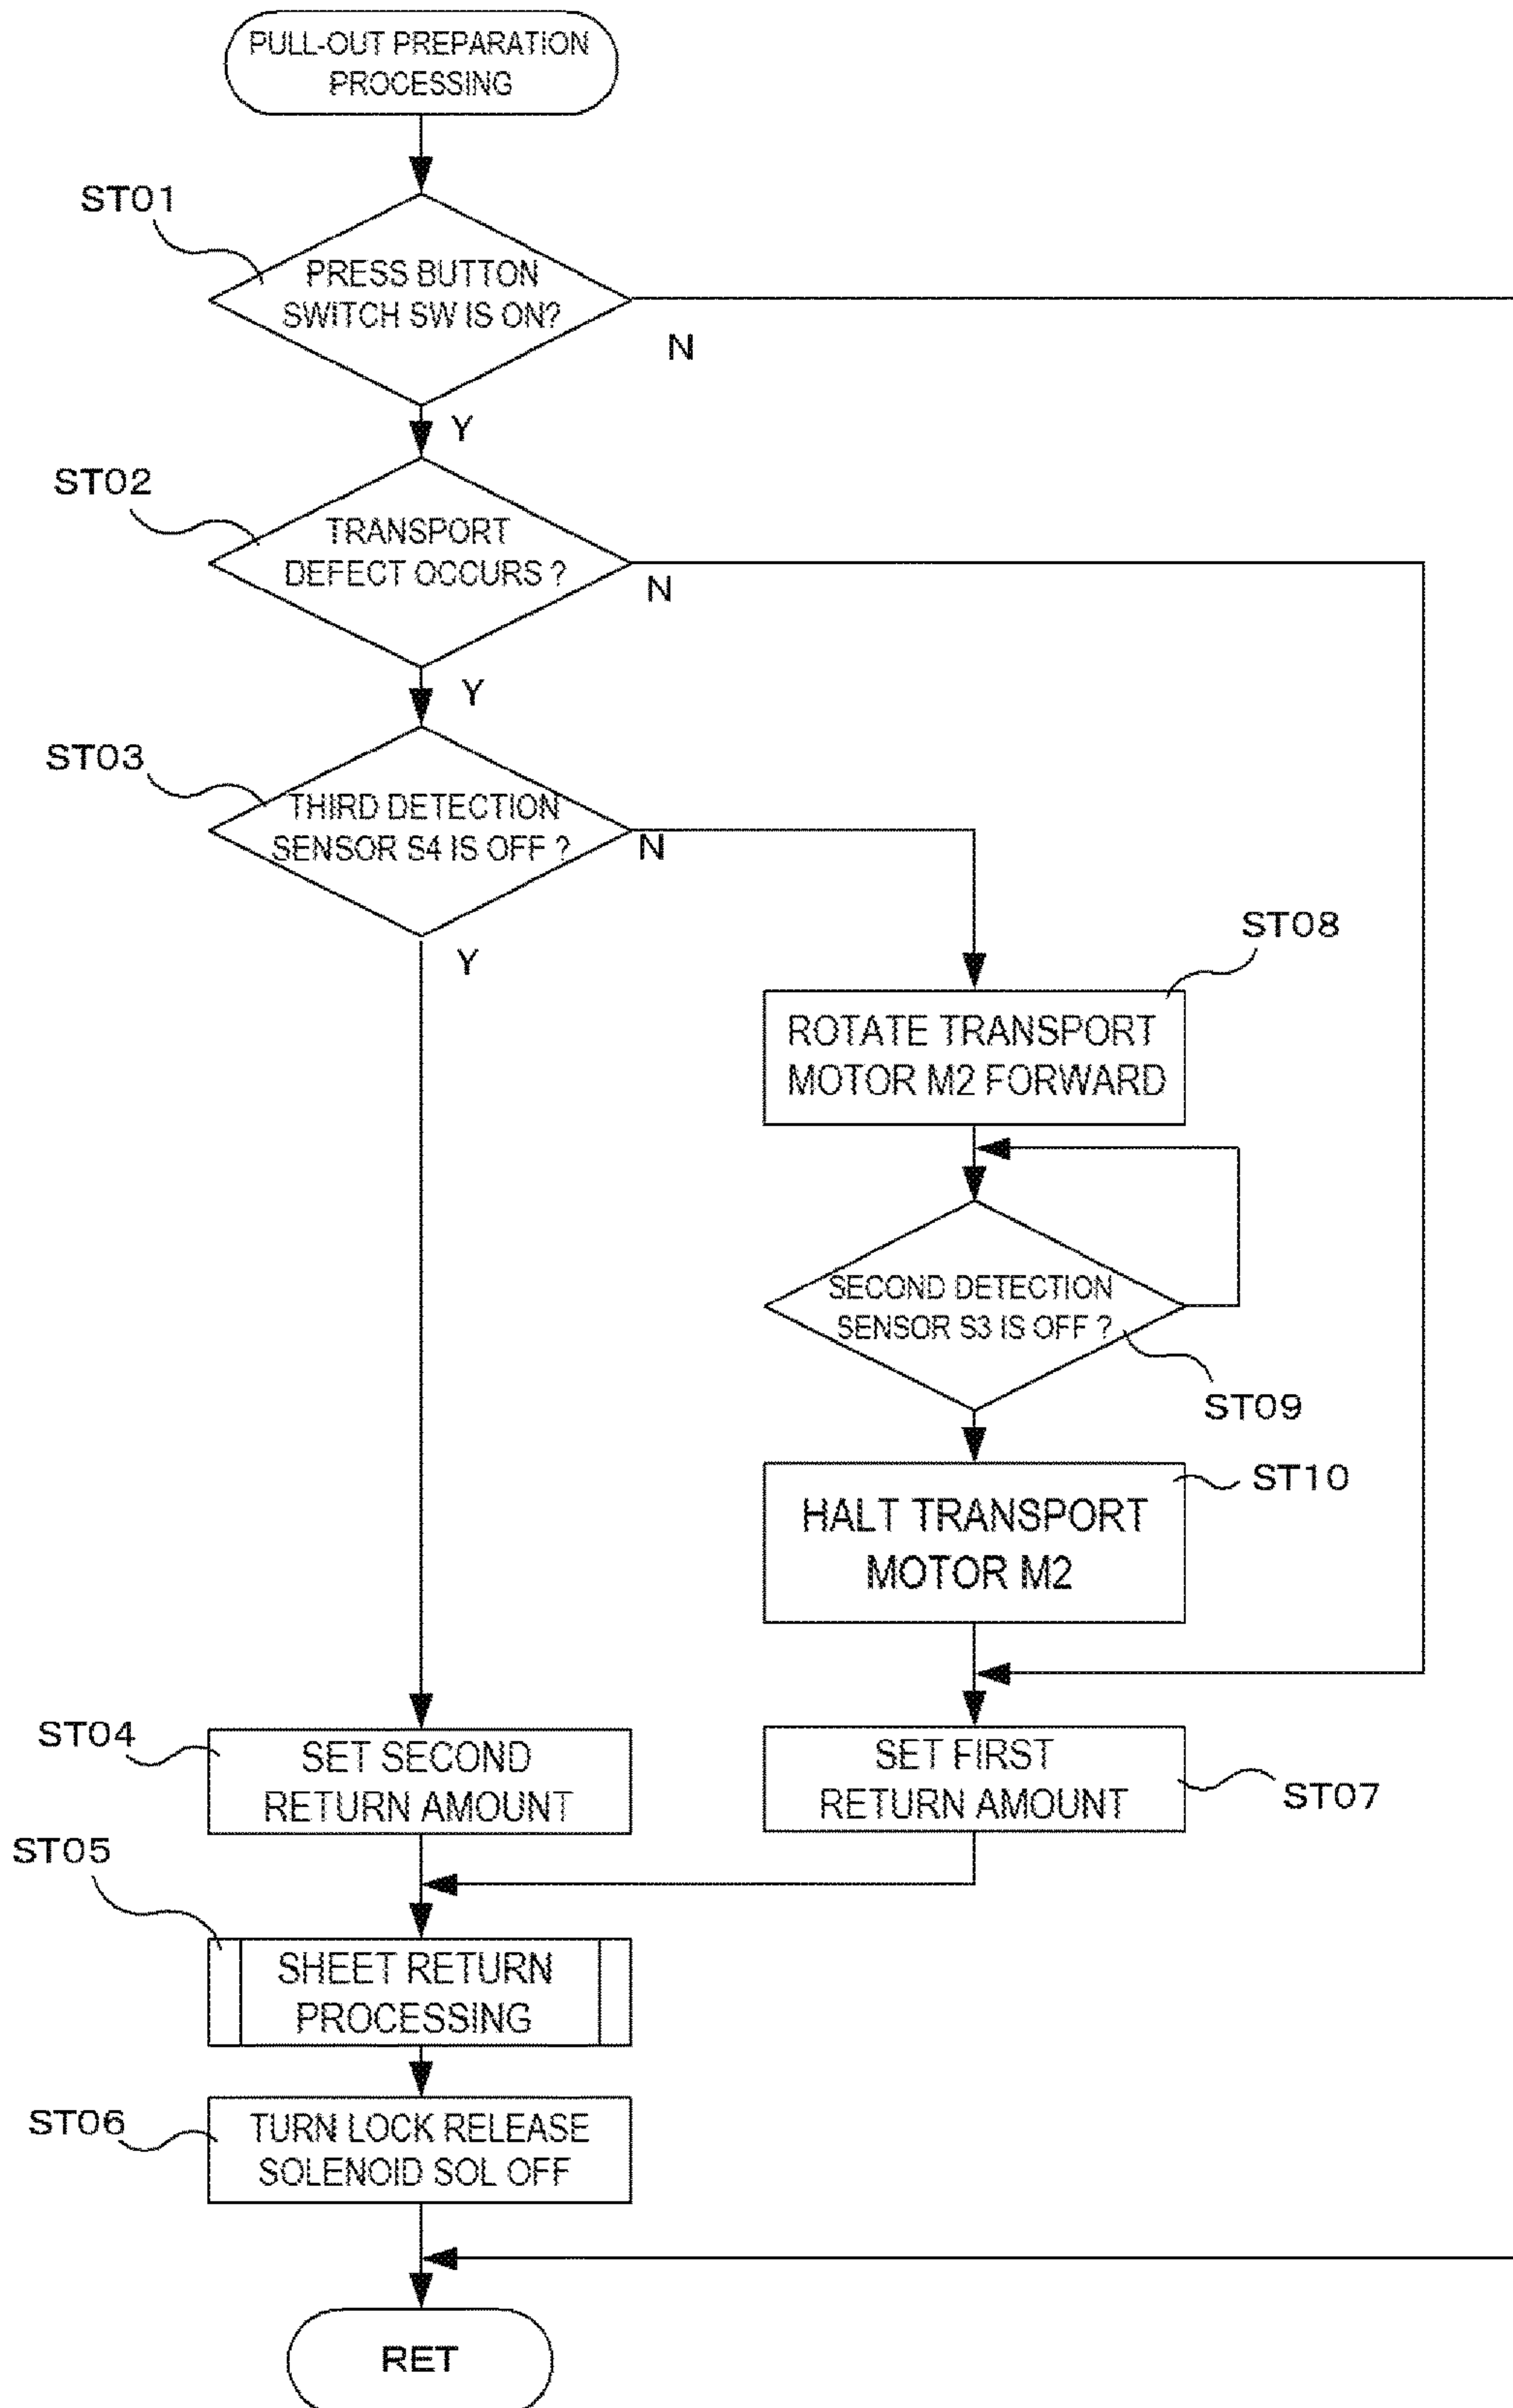 PULL-OUT PREPARATION
PROCESSING
ST01
PRESS BUTTON
SWITCH SW IS ON?
N
Y
ST02
TRANSPORT
DEFECT OCCURS ?
N
Y
ST03
THIRD DETECTION
SENSOR S4 IS OFF ?
N
Y
ST08
ROTATE TRANSPORT
MOTOR M2 FORWARD
SECOND DETECTION
SENSOR S3 IS OFF ?
ST09
ST10
HALT TRANSPORT
MOTOR M2
ST04
SET SECOND
RETURN AMOUNT
SET FIRST
RETURN AMOUNT
ST07
ST05
SHEET RETURN
PROCESSING
ST06
TURN LOCK RELEASE
SOLENOID SOL OFF
RET